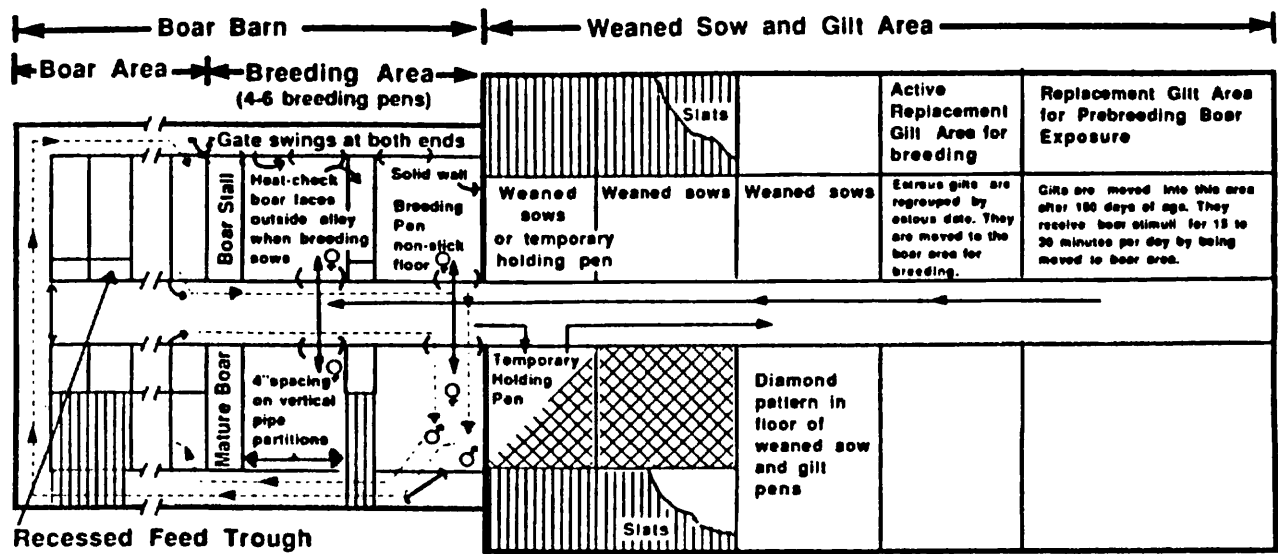 Boar Barn
Weaned Sow and Gilt Area
Boar Area
Breeding Area
(4-6 breeding pens)
Gate swings at both ends
Boar Stall
Heat-check
boar faces
outside alley
when breeding
sows
Solid wall
Breeding
Pen
non-stick
floor
Slats
Weaned
sows
or temporary
holding pen
Weaned sows
Weaned sows
Active
Replacement
Gilt Area for
breeding
Estrous gilts are
regrouped by
estous date. They
are moved to the
boar area for
breeding.
Replacement Gilt Area
for Prebreeding Boar
Exposure
Gilts are moved into this area
after 160 days of age. They
receive boar stimuli for 15 to
30 minutes per day by being
moved to boar area.
Mature Boar
4" spacing
on vertical
pipe
partitions
Temporary
Holding
Pen
Diamond
pattern in
floor of
weaned sow
and gilt
pens
Slats
Recessed Feed Trough